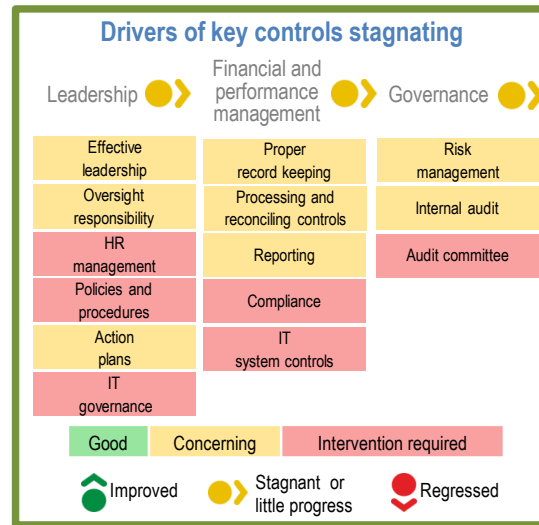 Drivers of key controls stagnating
Leadership
Financial and
performance
management
Governance
Effective
leadership
Oversight
responsibility
HR
management
Policies and
procedures
Action
plans
IT
governance
Proper
record keeping
Processing and
reconciling controls
Reporting
Compliance
IT
system controls
Risk
management
Internal audit
Audit committee
Good
Concerning
Intervention required
Improved
Stagnant or
little progress
Regressed